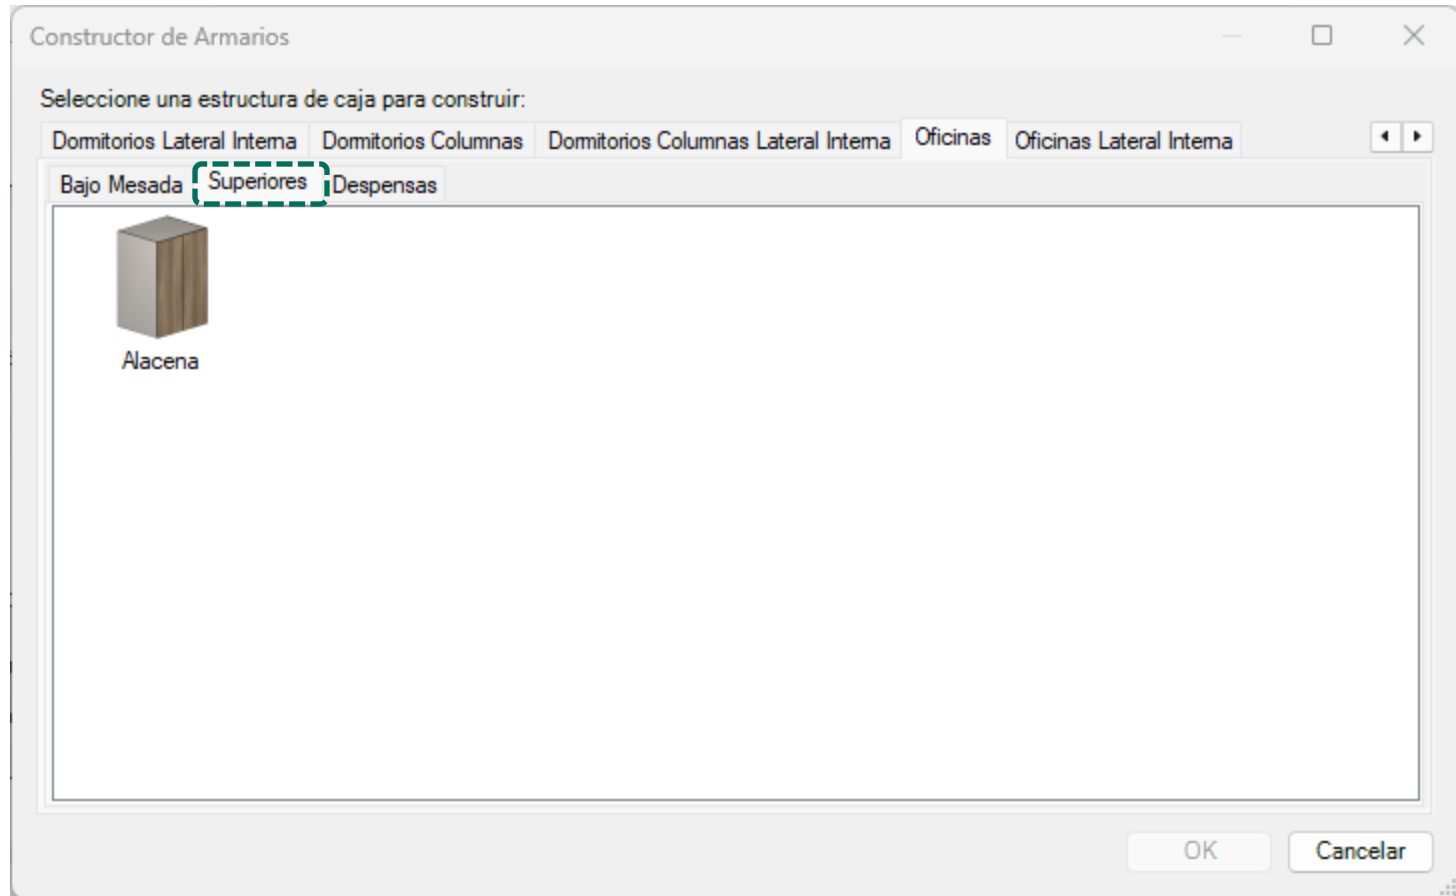 Constructor de Armarios
Seleccione una estructura de caja para construir:
Dormitorios Lateral Interna Dormitorios Columnas Dormitorios Columnas Lateral Interna Oficinas Oficinas Lateral Interna
Bajo Mesada Superiores Despensas
Alacena
OK Cancelar